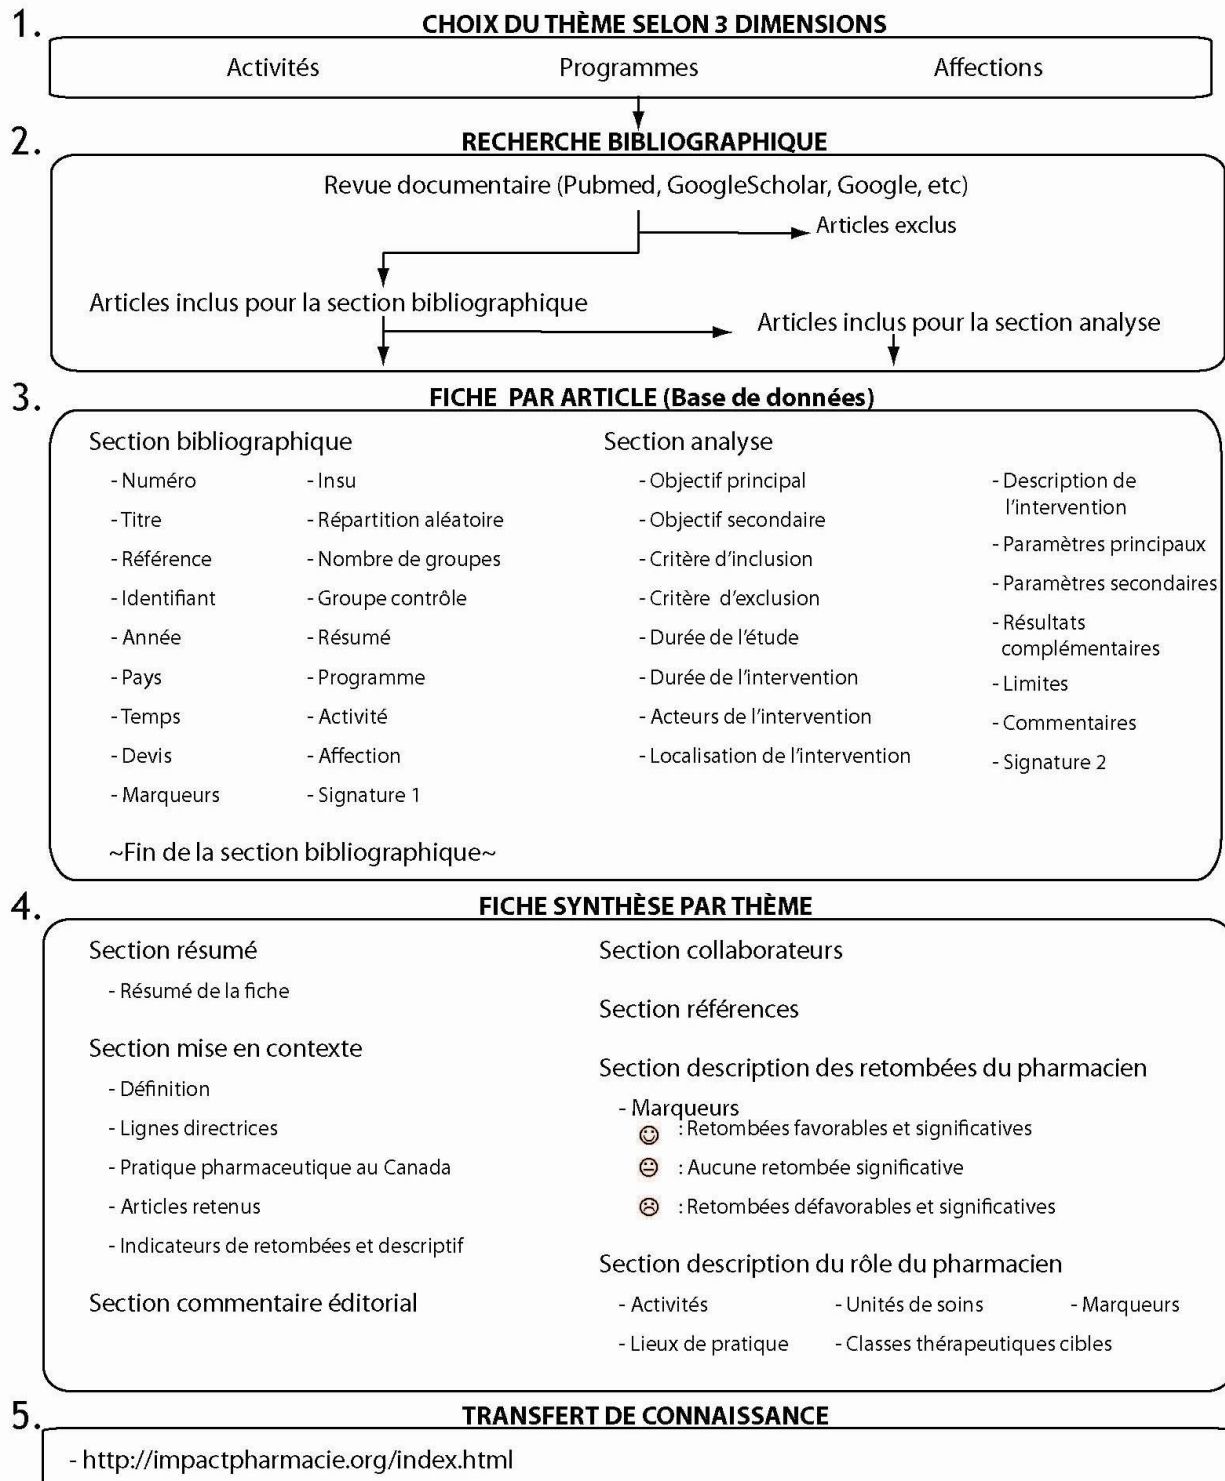 1. CHOIX DU THÈME SELON 3 DIMENSIONS
Activités Programmes Affections
2. RECHERCHE BIBLIOGRAPHIQUE
Revue documentaire (Pubmed, GoogleScholar, Google, etc)
Articles exclus
Articles inclus pour la section bibliographique
Articles inclus pour la section analyse
3. FICHE PAR ARTICLE (Base de données)
Section bibliographique
- Numéro
- Titre
- Référence
- Identifiant
- Année
- Pays
- Temps
- Devis
- Marqueurs
- Insu
- Répartition aléatoire
- Nombre de groupes
- Groupe contrôle
- Résumé
- Programme
- Activité
- Affection
- Signature 1
~Fin de la section bibliographique~
Section analyse
- Objectif principal
- Objectif secondaire
- Critère d'inclusion
- Critère d'exclusion
- Durée de l'étude
- Durée de l'intervention
- Acteurs de l'intervention
- Localisation de l'intervention
- Description de
l'intervention
- Paramètres principaux
- Paramètres secondaires
- Résultats
complémentaires
- Limites
- Commentaires
- Signature 2
4. FICHE SYNTHÈSE PAR THÈME
Section résumé
- Résumé de la fiche
Section mise en contexte
- Définition
- Lignes directrices
- Pratique pharmaceutique au Canada
- Articles retenus
- Indicateurs de retombées et descriptif
Section commentaire éditorial
Section collaborateurs
Section références
Section description des retombées du pharmacien
- Marqueurs
: Retombées favorables et significatives
: Aucune retombée significative
: Retombées défavorables et significatives
Section description du rôle du pharmacien
- Activités - Unités de soins - Marqueurs
- Lieux de pratique - Classes thérapeutiques cibles
5. TRANSFERT DE CONNAISSANCE
- http://impactpharmacie.org/index.html